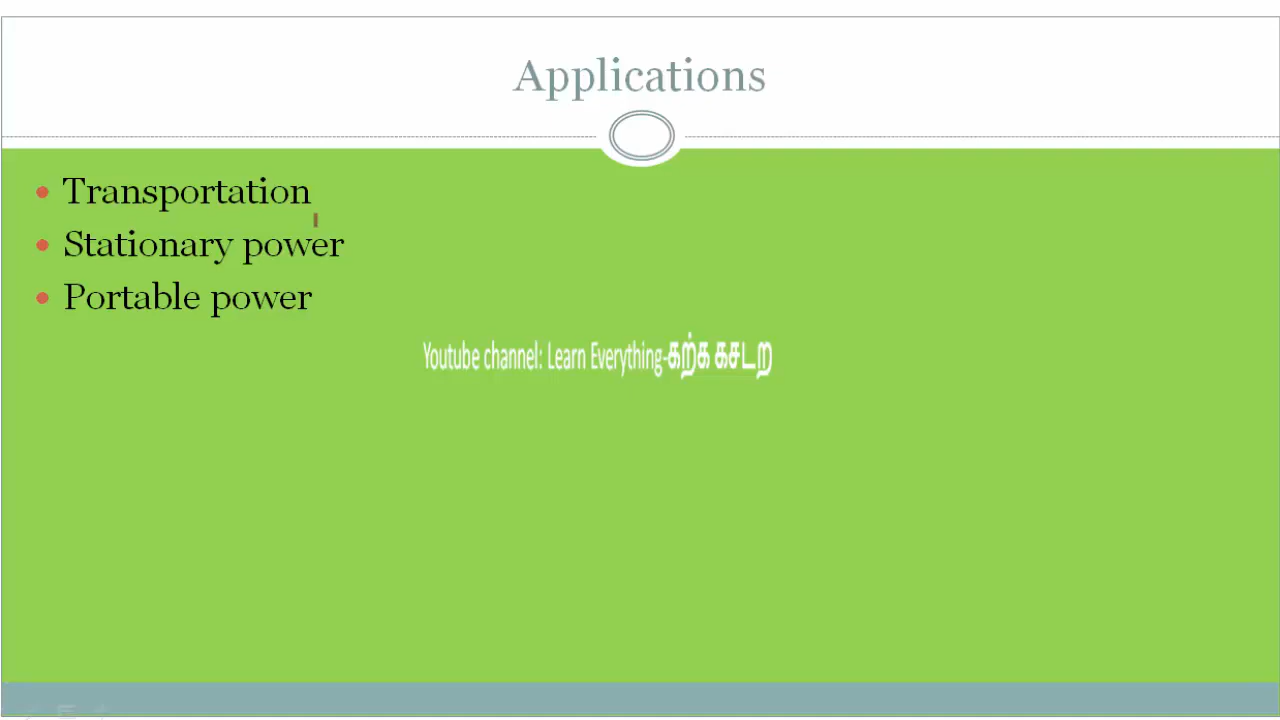 Applications
Transportation
Stationary power
Portable power
Youtube channel: Learn Everything-கற்க கசடற